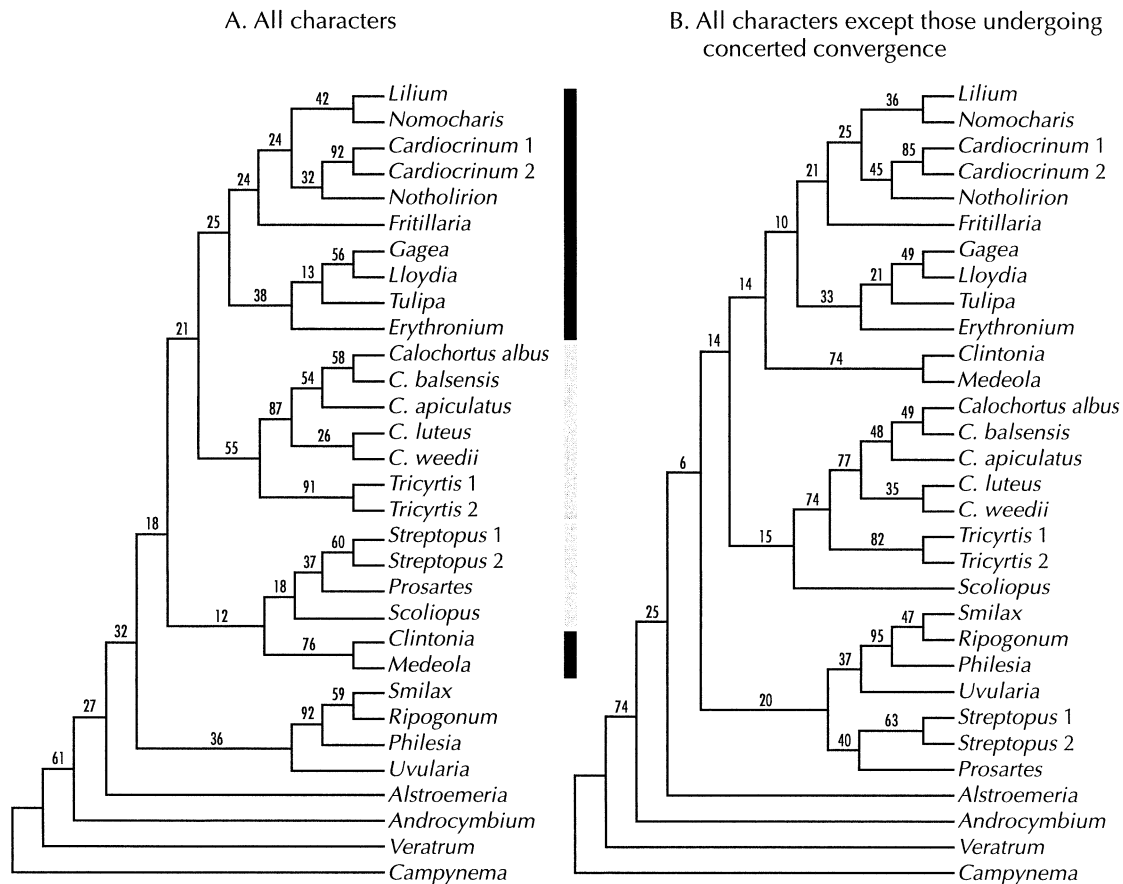 A. All characters
42
Lilium
Nomocharis
24
92
Cardiocrinum 1
Cardiocrinum 2
32
Notholirion
24
Fritillaria
25
56
Gagea
Lloydia
13
Tulipa
38
Erythronium
21
58
Calochortus albus
C. balsensis
54
C. apiculatus
87
26
C. luteus
C. weedii
55
91
Tricyrtis 1
Tricyrtis 2
18
60
Streptopus 1
Streptopus 2
37
Prosartes
18
Scoliopus
12
76
Clintonia
Medeola
32
59
Smilax
Ripogonum
92
Philesia
36
Uvularia
27
Alstroemeria
61
Androcymbium
Veratrum
Campynema
B. All characters except those undergoing
concerted convergence
36
Lilium
Nomocharis
25
85
Cardiocrinum 1
Cardiocrinum 2
45
Notholirion
21
Fritillaria
10
49
Gagea
Lloydia
21
Tulipa
33
Erythronium
14
74
Clintonia
Medeola
14
49
Calochortus albus
C. balsensis
48
C. apiculatus
77
35
C. luteus
C. weedii
74
82
Tricyrtis 1
Tricyrtis 2
15
Scoliopus
6
47
Smilax
Ripogonum
95
Philesia
37
Uvularia
20
63
Streptopus 1
Streptopus 2
40
Prosartes
25
Alstroemeria
74
Androcymbium
Veratrum
Campynema